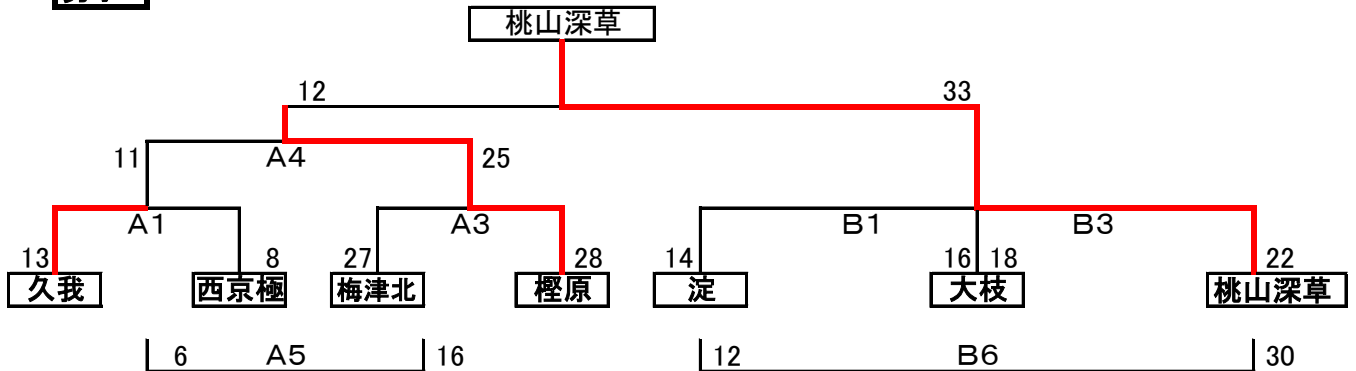 桃山深草
12 33
11 A4 25
A1 A3 B1 B3
13 8 27 28 14 16 18 22
久我 西京極 梅津北 樫原 淀 大枝 桃山深草
6 A5 16 12 B6 30